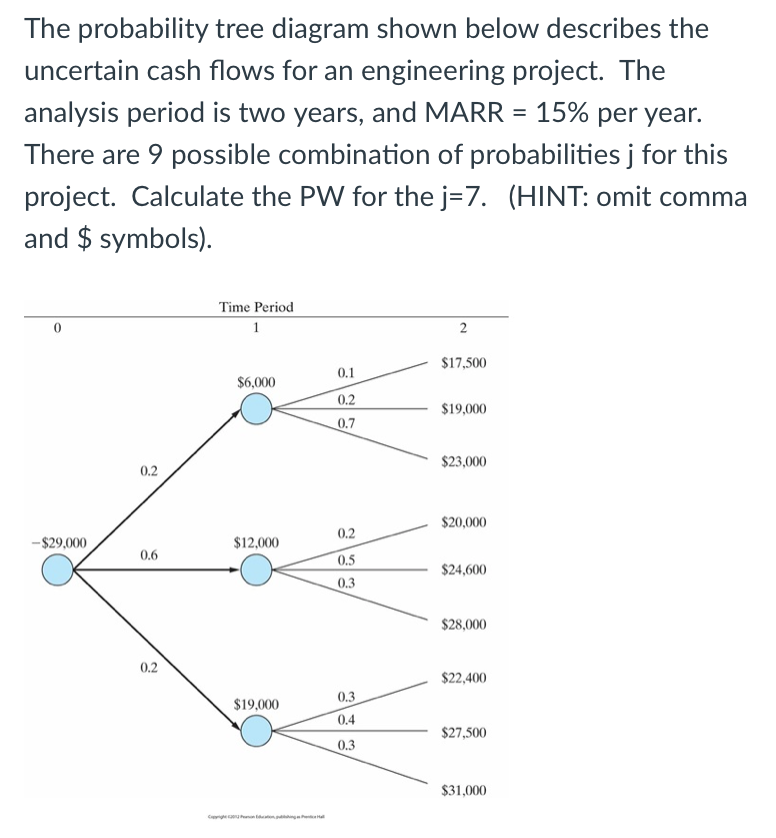 The probability tree diagram shown below describes the
uncertain cash flows for an engineering project. The
analysis period is two years, and MARR = 15% per year.
There are 9 possible combination of probabilities j for this
project. Calculate the PW for the j=7. (HINT: omit comma
and $ symbols).
Time Period
0 1 2
$17,500
0.1
$6,000
0.2
$19,000
0.7
$23,000
0.2
$20,000
0.2
−$29,000 $12,000
0.6 0.5
$24,600
0.3
$28,000
0.2
$22,400
0.3
$19,000
0.4
$27,500
0.3
$31,000
Copyright ©2012 Pearson Education, publishing as Prentice Hall